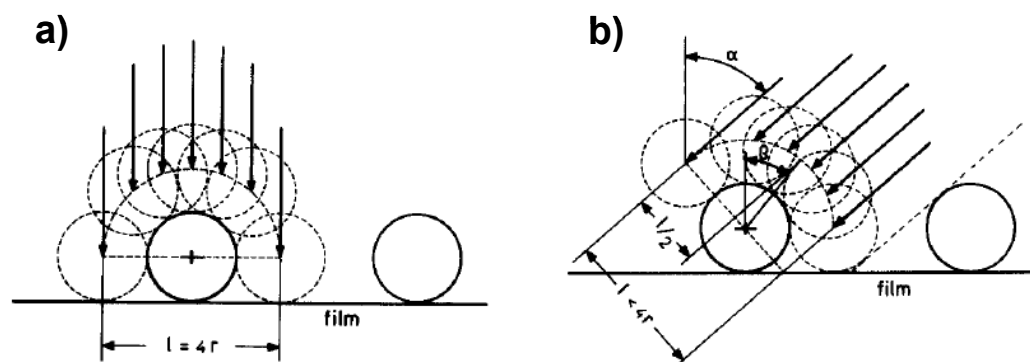 a)
film
l = 4r
b)
α
β
l/2
l < 4r
film